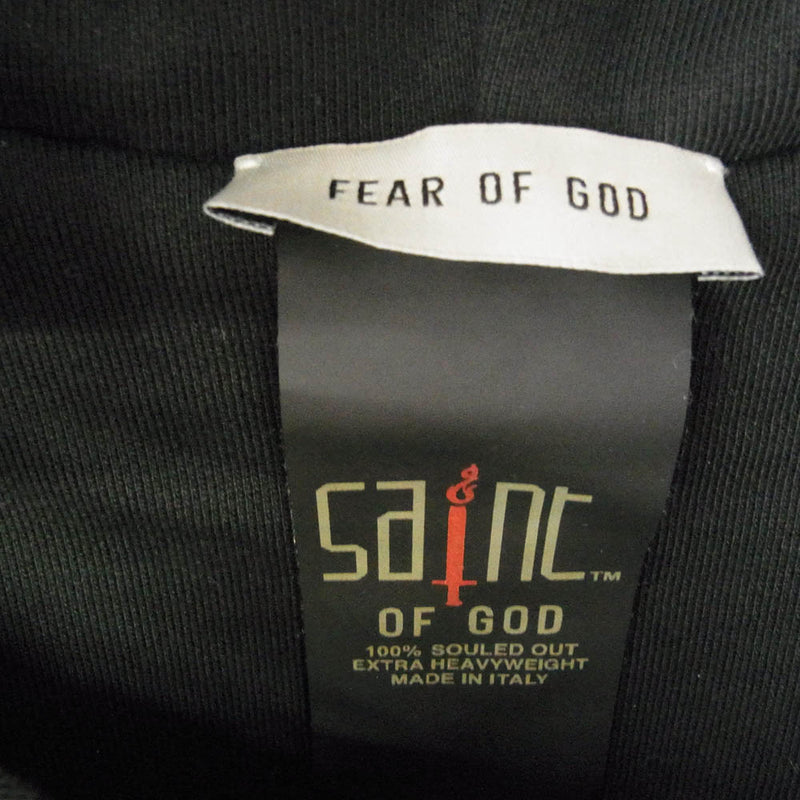 FEAR OF GOD
saint™
OF GOD
100% SOULED OUT
EXTRA HEAVYWEIGHT
MADE IN ITALY